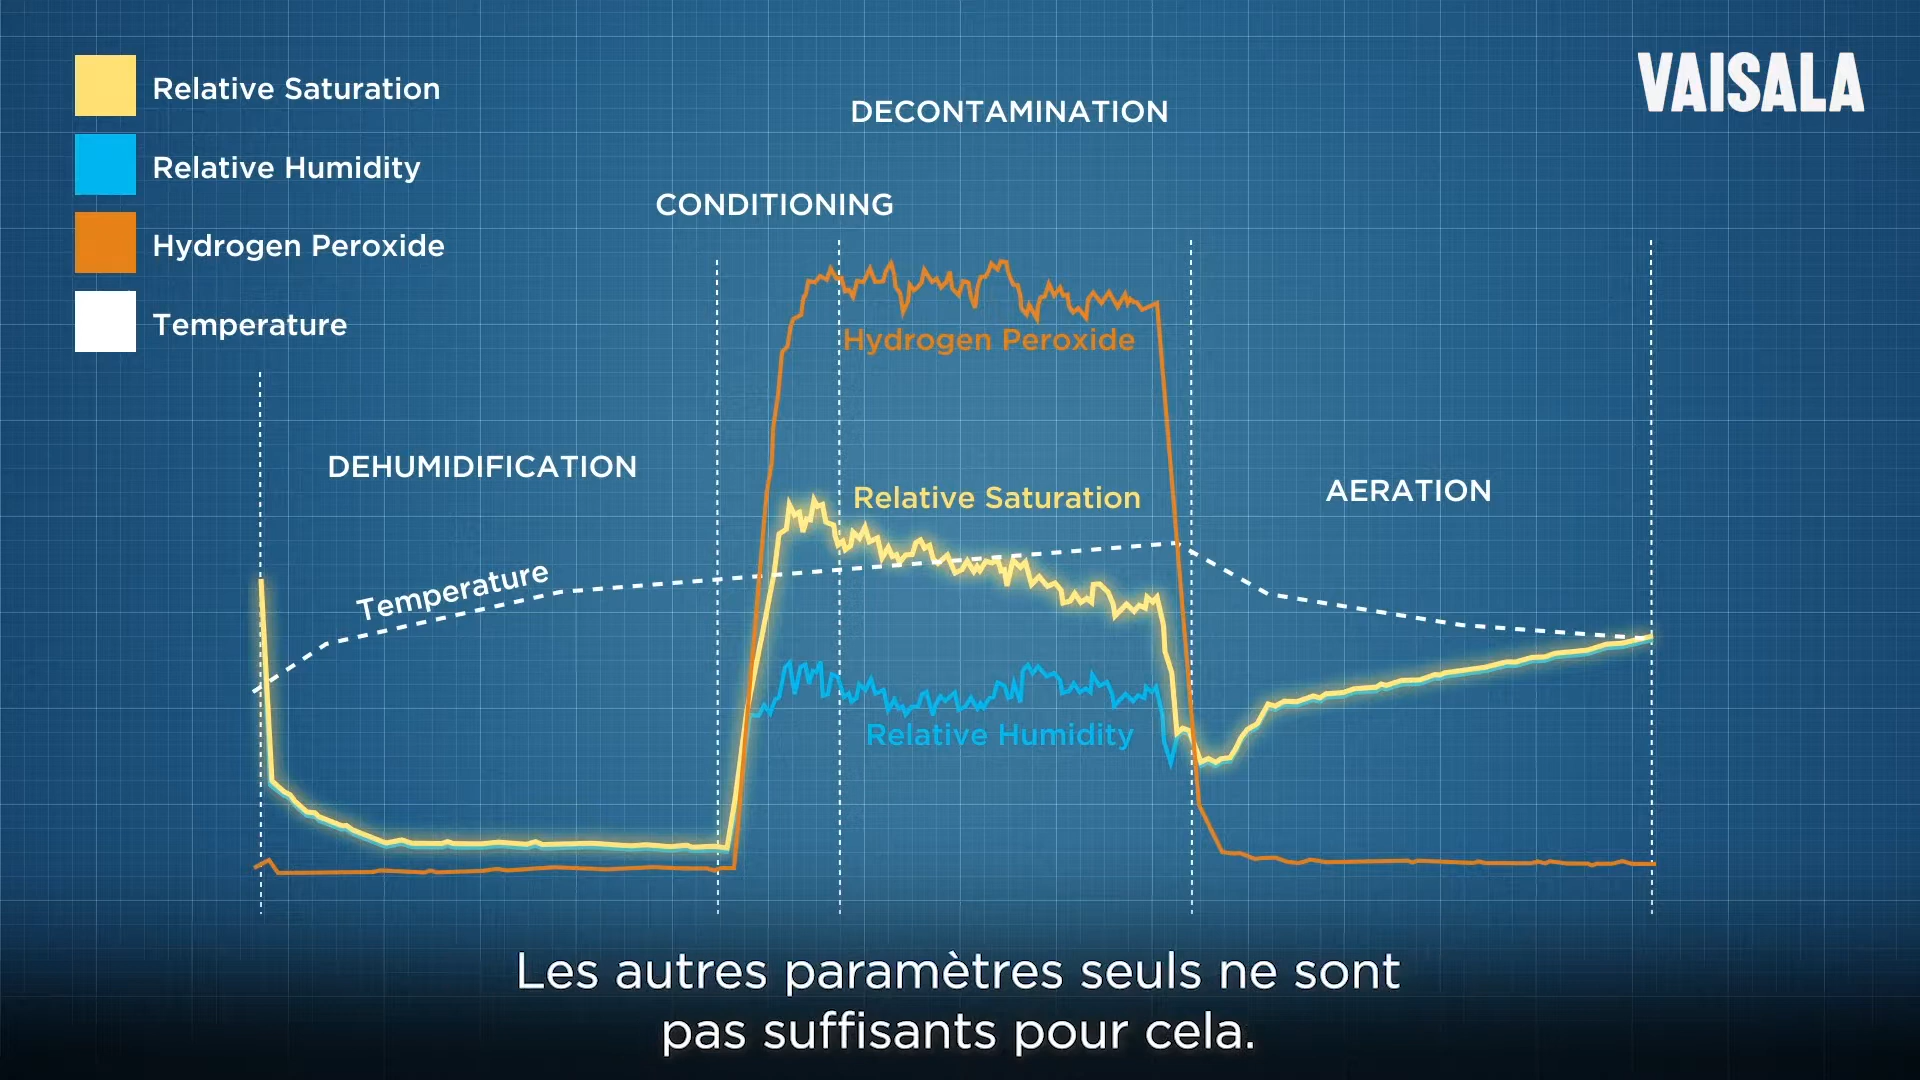 Relative Saturation
Relative Humidity
Hydrogen Peroxide
Temperature
VAISALA
DECONTAMINATION
CONDITIONING
DEHUMIDIFICATION
AERATION
Hydrogen Peroxide
Relative Saturation
Temperature
Relative Humidity
Les autres paramètres seuls ne sont
pas suffisants pour cela.